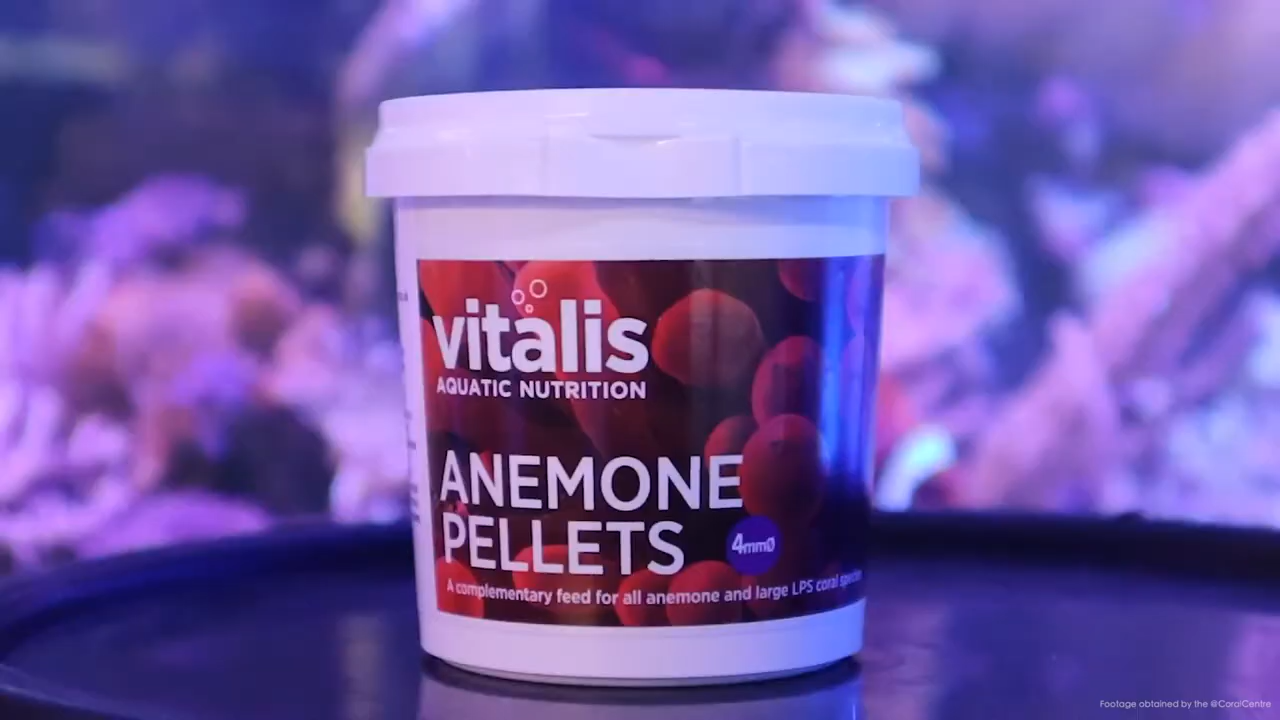 vitalis
AQUATIC NUTRITION
ANEMONE
PELLETS
4mmØ
A complementary feed for all anemone and large LPS coral species
Footage obtained by the @CoralCentre